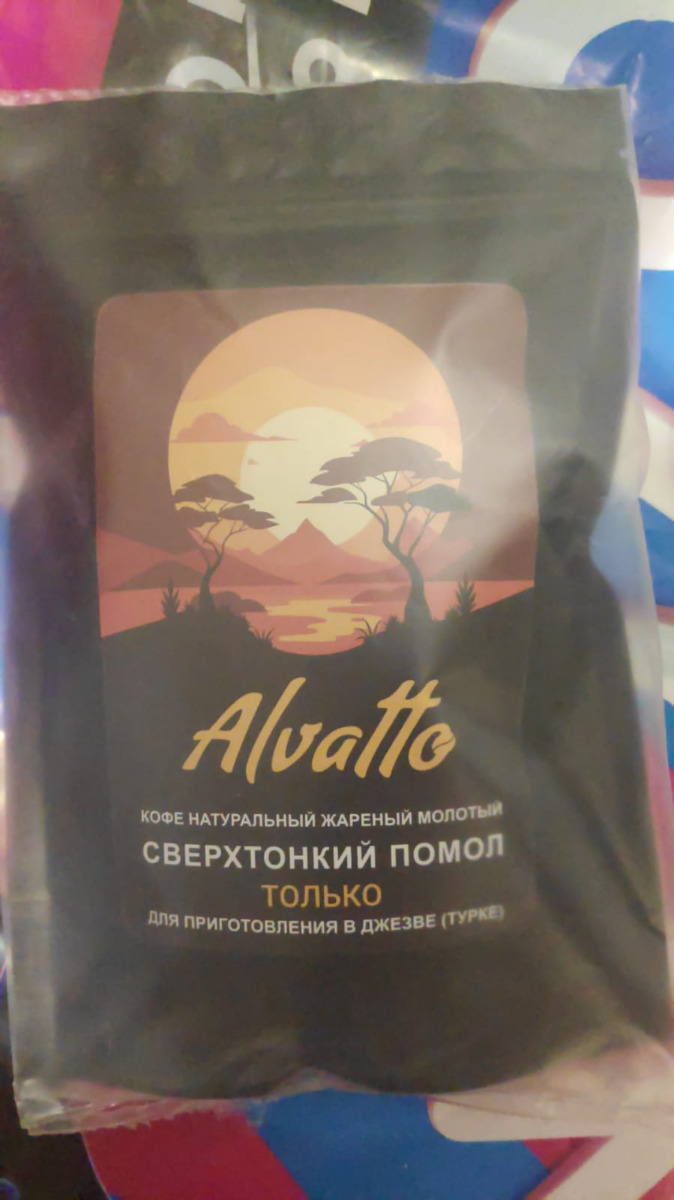 Alvatto
КОФЕ НАТУРАЛЬНЫЙ ЖАРЕНЫЙ МОЛОТЫЙ
СВЕРХТОНКИЙ ПОМОЛ
ТОЛЬКО
ДЛЯ ПРИГОТОВЛЕНИЯ В ДЖЕЗВЕ (ТУРКЕ)